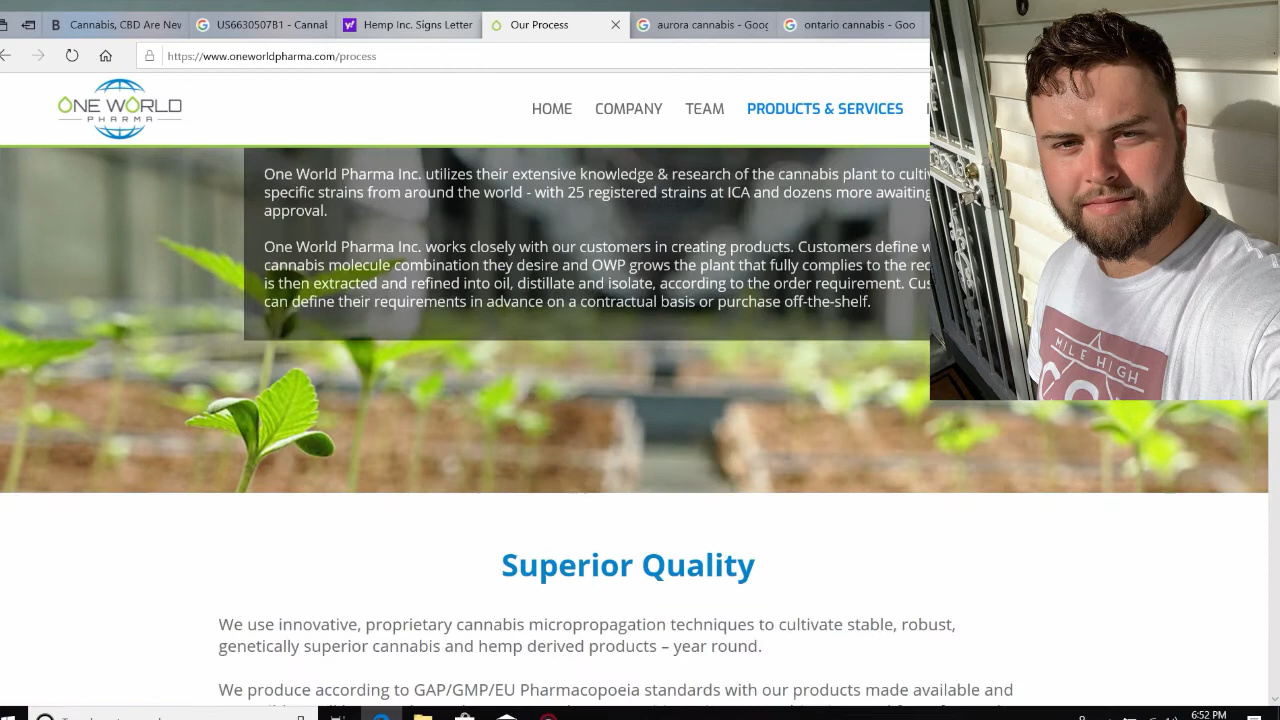 Cannabis, CBD Are New
US6630507B1 - Cannal
Hemp Inc. Signs Letter
Our Process
aurora cannabis - Goog
ontario cannabis - Goo
https://www.oneworldpharma.com/process
ONE WORLD
PHARMA
HOME COMPANY TEAM PRODUCTS & SERVICES
One World Pharma Inc. utilizes their extensive knowledge & research of the cannabis plant to culti
specific strains from around the world - with 25 registered strains at ICA and dozens more awaiting
approval.
One World Pharma Inc. works closely with our customers in creating products. Customers define w
cannabis molecule combination they desire and OWP grows the plant that fully complies to the rec
is then extracted and refined into oil, distillate and isolate, according to the order requirement. Cus
can define their requirements in advance on a contractual basis or purchase off-the-shelf.
MILE HIGH
Superior Quality
We use innovative, proprietary cannabis micropropagation techniques to cultivate stable, robust,
genetically superior cannabis and hemp derived products – year round.
We produce according to GAP/GMP/EU Pharmacopoeia standards with our products made available and
6:52 PM